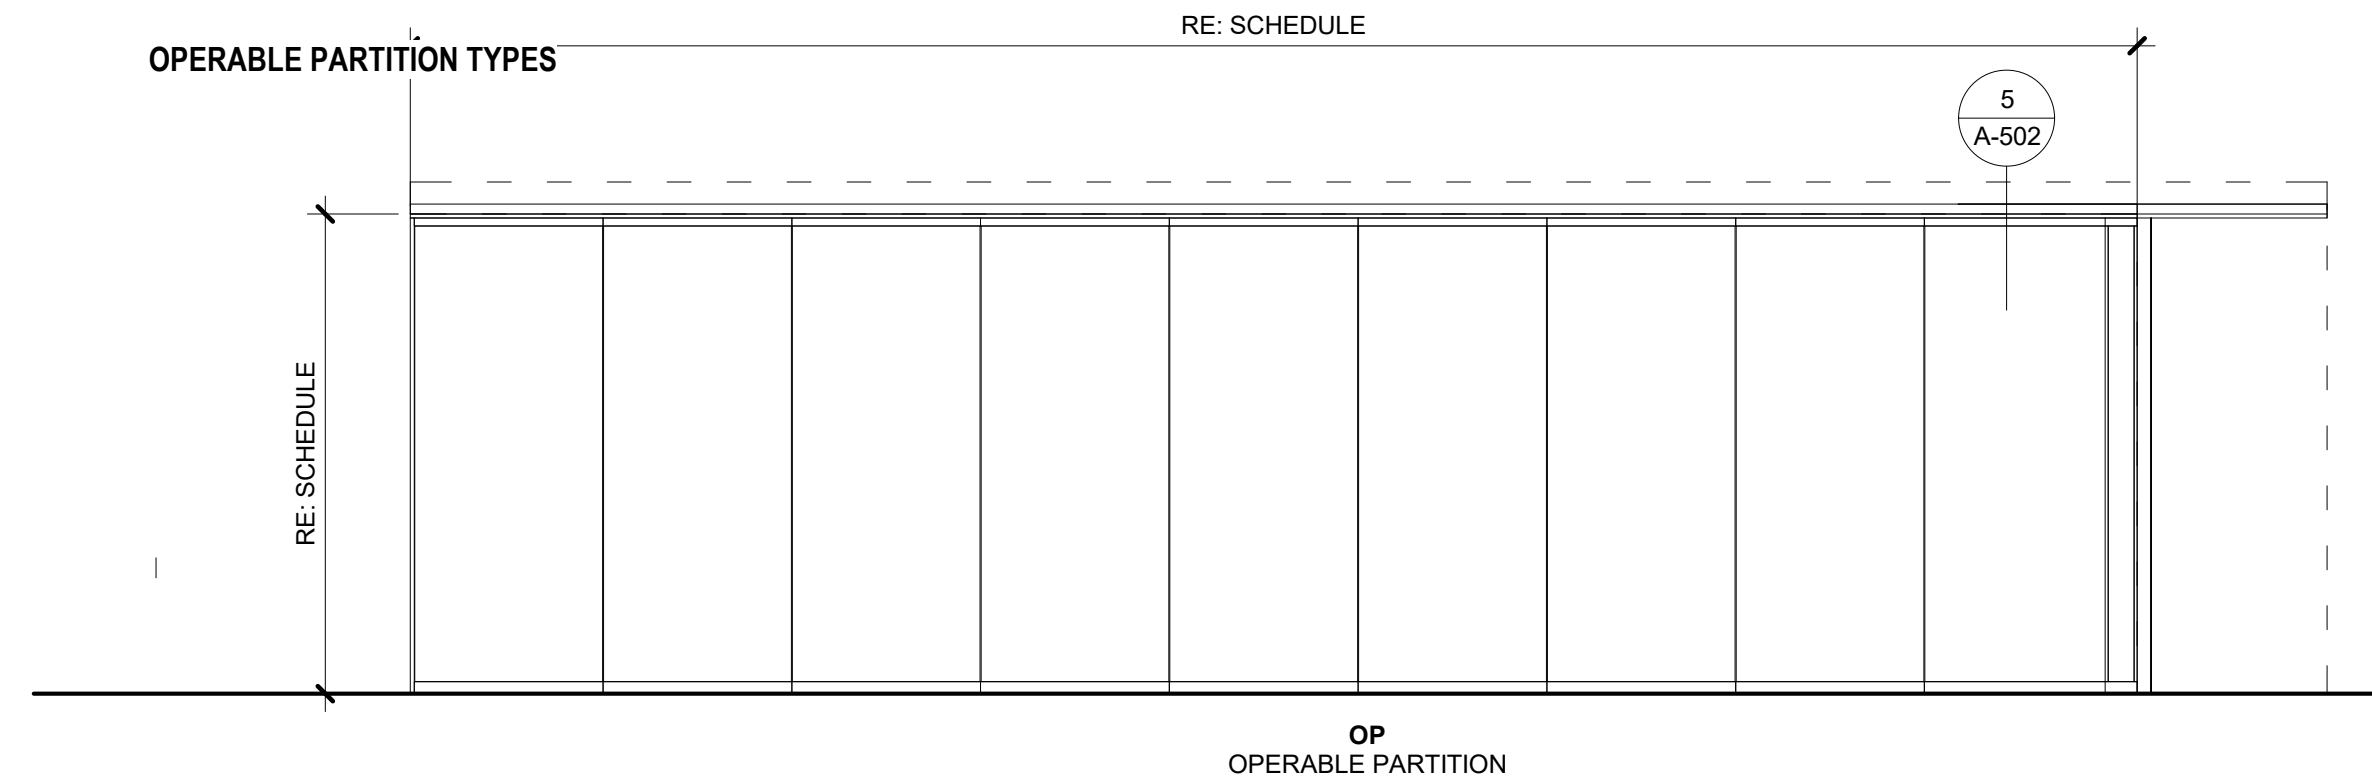 RE: SCHEDULE
OPERABLE PARTITION TYPES
5
A-502
RE: SCHEDULE
OP
OPERABLE PARTITION